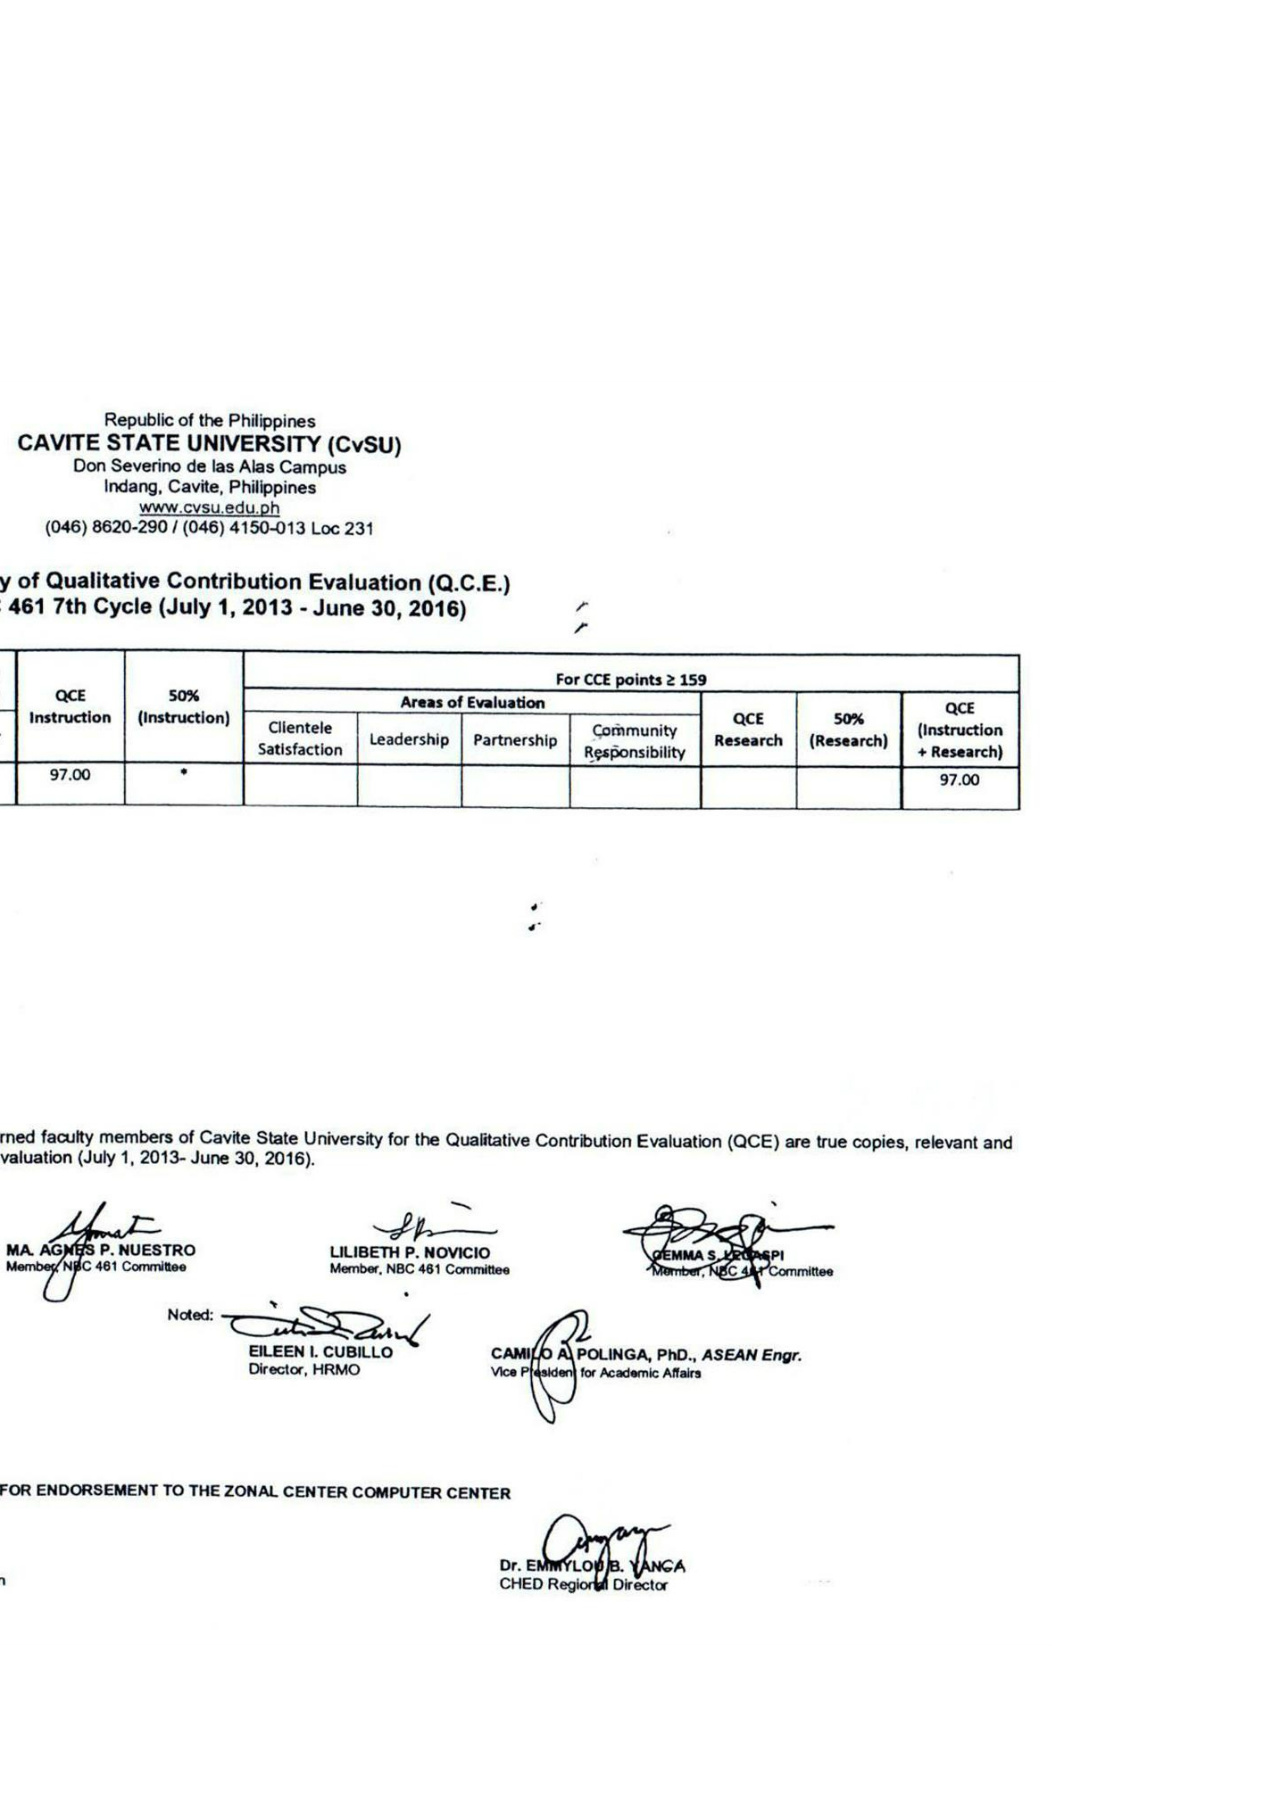 Republic of the Philippines
CAVITE STATE UNIVERSITY (CvSU)
Don Severino de las Alas Campus
Indang, Cavite, Philippines
www.cvsu.edu.ph
(046) 8620-290 / (046) 4150-013 Loc 231
y of Qualitative Contribution Evaluation (Q.C.E.)
461 7th Cycle (July 1, 2013 - June 30, 2016)
QCE Instruction
50% (Instruction)
For CCE points ≥ 159
Areas of Evaluation
Clientele Satisfaction
Leadership
Partnership
Community Responsibility
QCE Research
50% (Research)
QCE (Instruction + Research)
97.00 * 97.00
rned faculty members of Cavite State University for the Qualitative Contribution Evaluation (QCE) are true copies, relevant and
valuation (July 1, 2013- June 30, 2016).
MA. AGNES P. NUESTRO
Member, NBC 461 Committee
LILIBETH P. NOVICIO
Member, NBC 461 Committee
GEMMA S. LEGASPI
Member, NBC 461 Committee
Noted:
EILEEN I. CUBILLO
Director, HRMO
CAMILO A. POLINGA, PhD., ASEAN Engr.
Vice President for Academic Affairs
FOR ENDORSEMENT TO THE ZONAL CENTER COMPUTER CENTER
Dr. EMMYLOU B. YANGA
CHED Regional Director
n